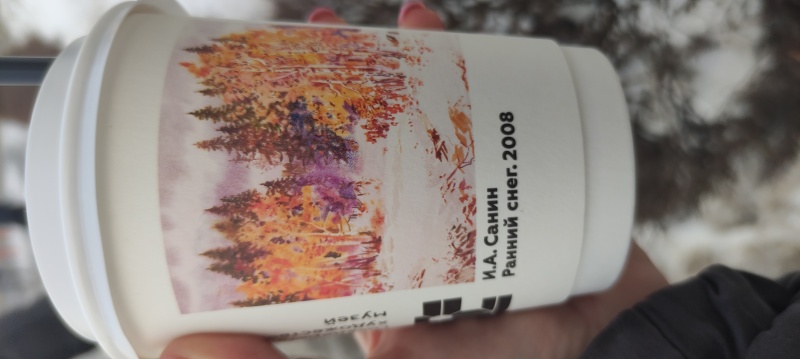 И.А. Санин
Ранний снег. 2008
Музей